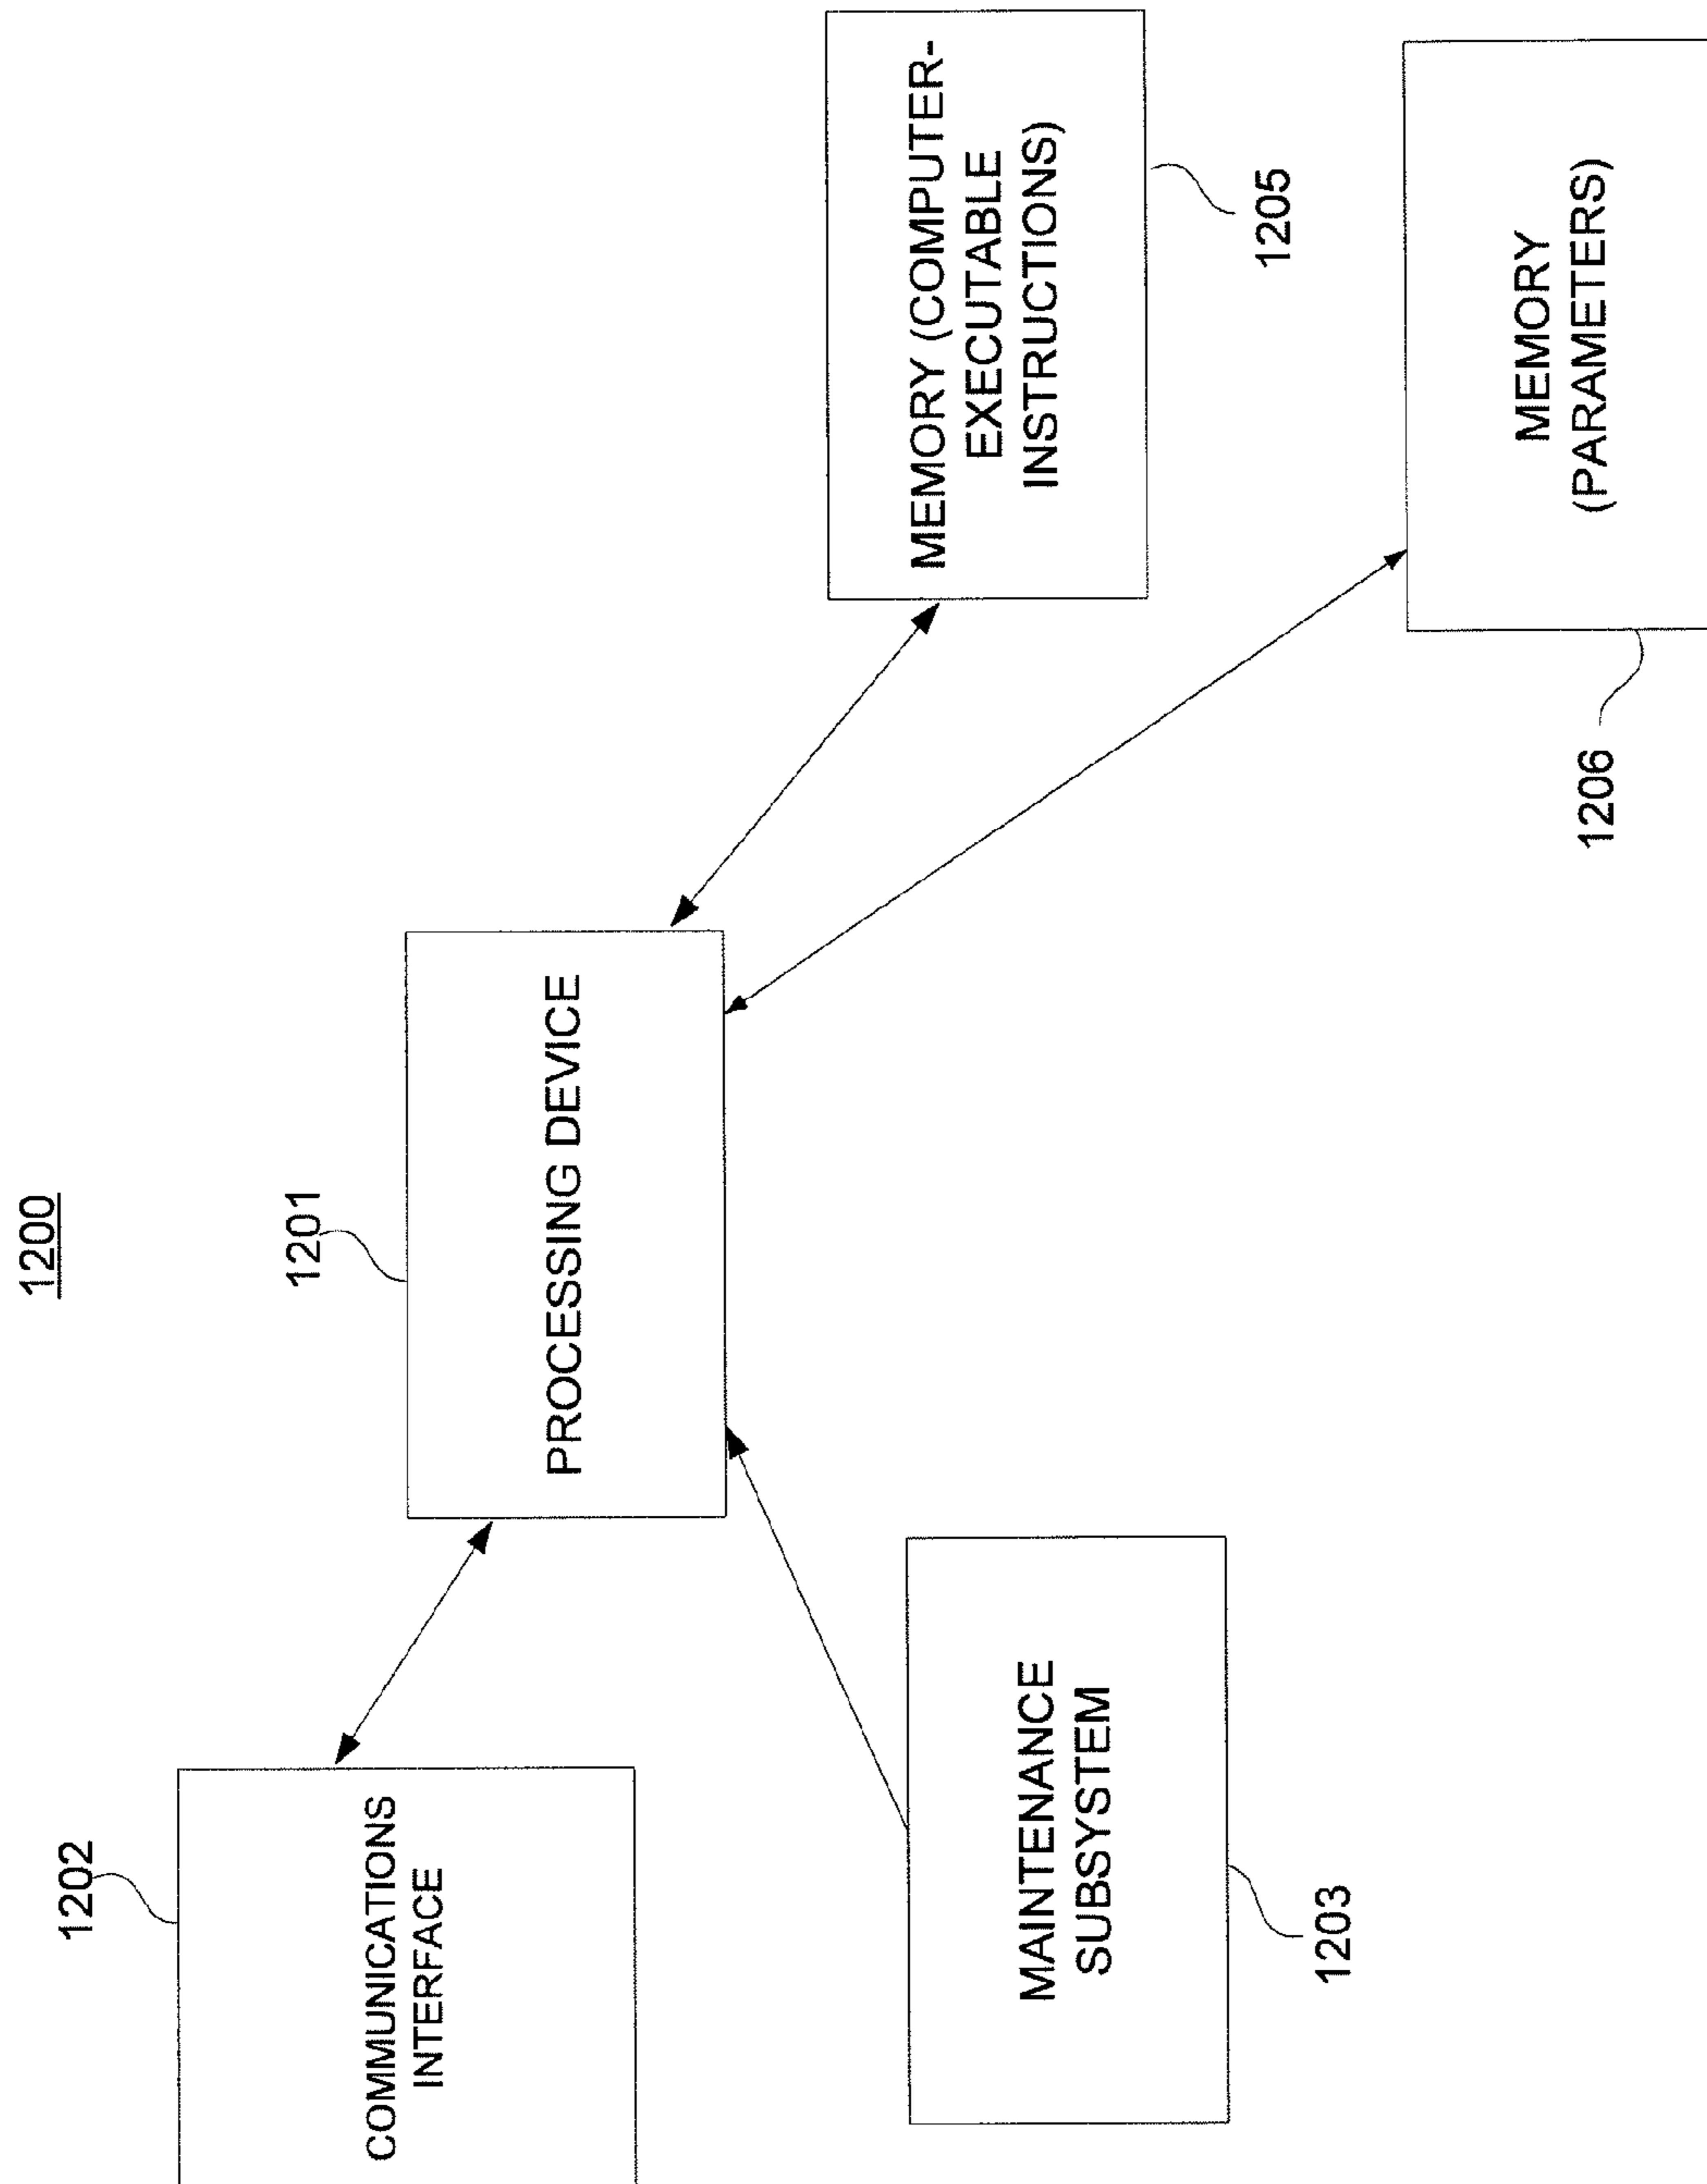 1200
1201
PROCESSING DEVICE
1202
COMMUNICATIONS
INTERFACE
MAINTENANCE
SUBSYSTEM
1203
MEMORY (COMPUTER-
EXECUTABLE
INSTRUCTIONS)
1205
MEMORY
(PARAMETERS)
1206